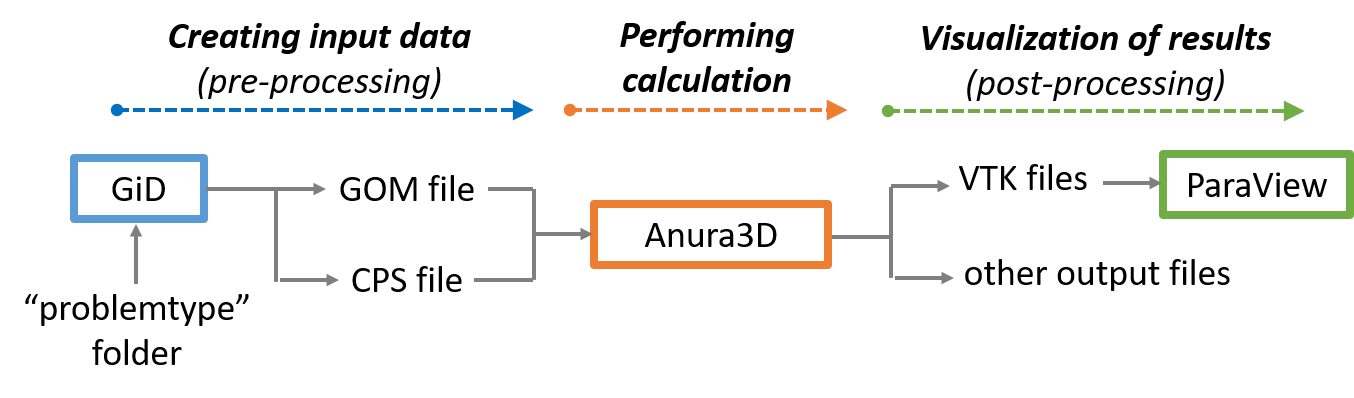 Creating input data
(pre-processing)
Performing
calculation
Visualization of results
(post-processing)
GiD
GOM file
CPS file
“problemtype”
folder
Anura3D
VTK files
ParaView
other output files